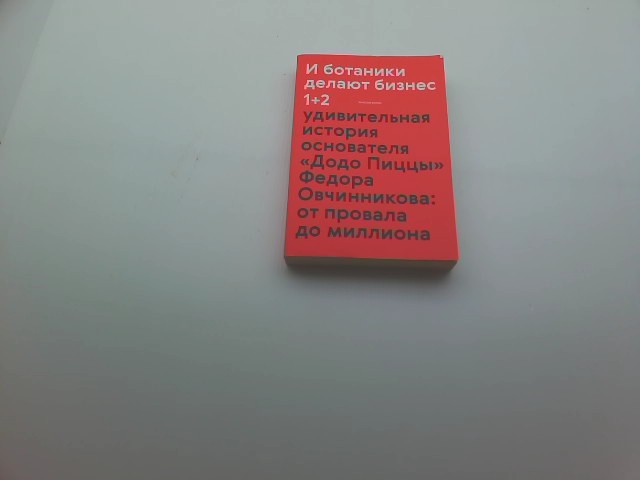 И ботаники
делают бизнес
1+2
удивительная
история
основателя
«Додо Пиццы»
Федора
Овчинникова:
от провала
до миллиона